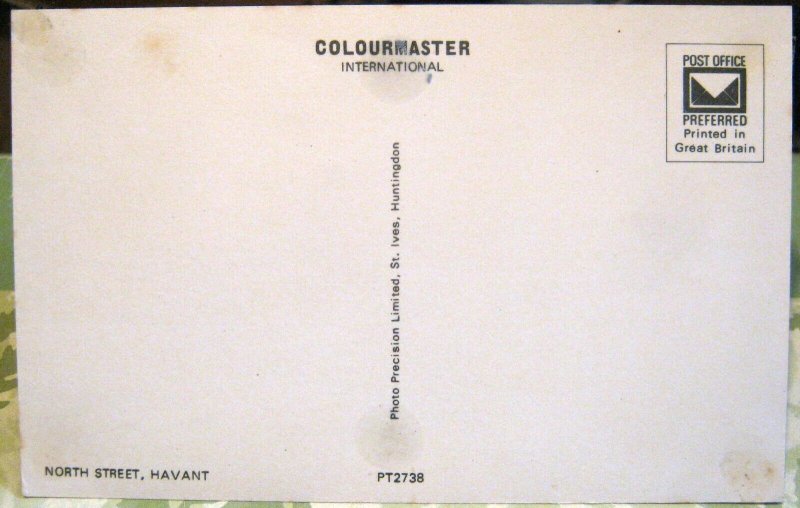 COLOURMASTER
INTERNATIONAL
POST OFFICE
PREFERRED
Printed in
Great Britain
Photo Precision Limited, St. Ives, Huntingdon
NORTH STREET, HAVANT
PT2738